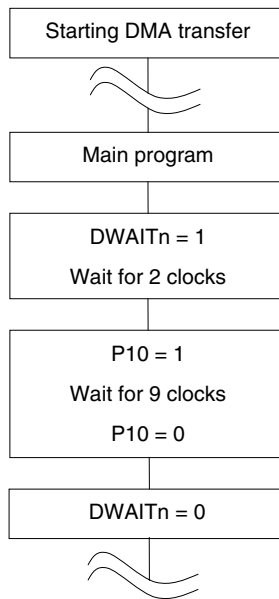 Starting DMA transfer
Main program
DWAITn = 1
Wait for 2 clocks
P10 = 1
Wait for 9 clocks
P10 = 0
DWAITn = 0